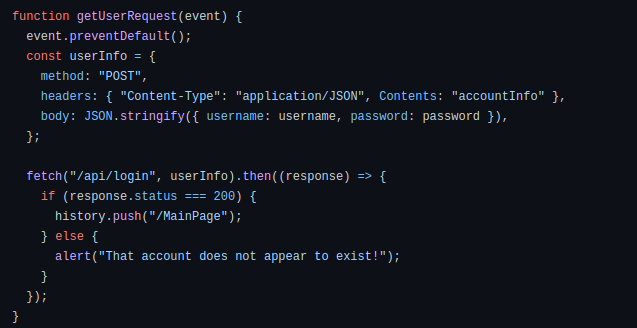 function getUserRequest(event) {
  event.preventDefault();
  const userInfo = {
    method: "POST",
    headers: { "Content-Type": "application/JSON", Contents: "accountInfo" },
    body: JSON.stringify({ username: username, password: password }),
  };

  fetch("/api/login", userInfo).then((response) => {
    if (response.status === 200) {
      history.push("/MainPage");
    } else {
      alert("That account does not appear to exist!");
    }
  });
}